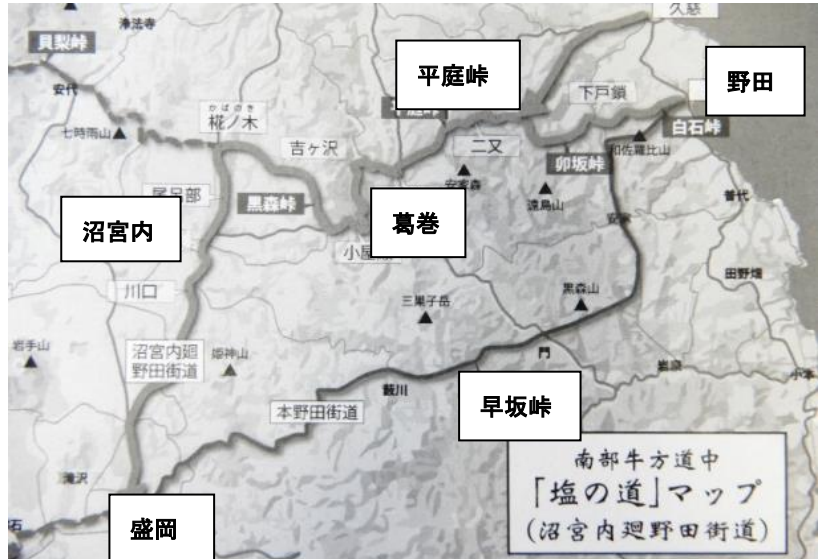 久慈
浄法寺
貝梨峠
平庭峠
野田
安代
かばのき
椛ノ木
下戸鎖
七時雨山
吉ヶ沢
二又
白石峠
和佐羅比山
卯坂峠
安家森
遠島山
黒森峠
普代
沼宮内
葛巻
安家
田野畑
川口
三巣子岳
黒森山
岩手山
沼宮内廻
野田街道
姫神山
門
岩泉
小本
藪川
早坂峠
本野田街道
南部牛方道中
「塩の道」マップ
(沼宮内廻野田街道)
滝沢
盛岡
石